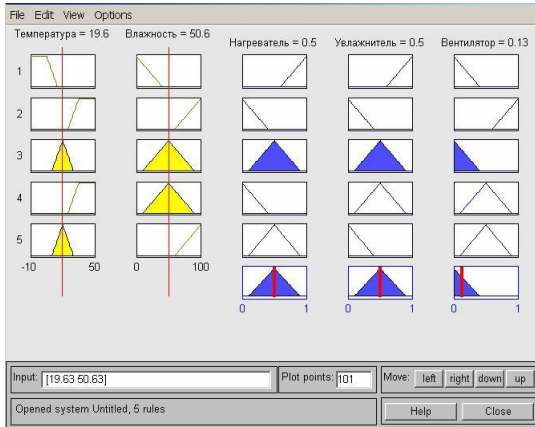 File Edit View Options
Температура = 19.6
Влажность = 50.6
Нагреватель = 0.5
Увлажнитель = 0.5
Вентилятор = 0.13
1
2
3
4
5
-10 50
0 100
0 1
0 1
0 1
Input: [19.63 50.63]
Plot points: 101
Move: left right down up
Opened system Untitled, 5 rules
Help Close